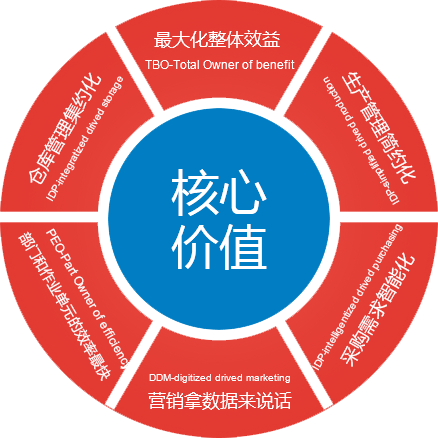 最大化整体效益
TBO-Total Owner of benefit
生产管理简约化
IDP-simplified drived production
采购需求智能化
IDP-intelligentized drived purchasing
DDM-digitized drived marketing
营销拿数据来说话
PEO-Part Owner of efficiency
部门和作业单元的效率最快
仓库管理集约化
IDP-integratized drived storage
核心
价值